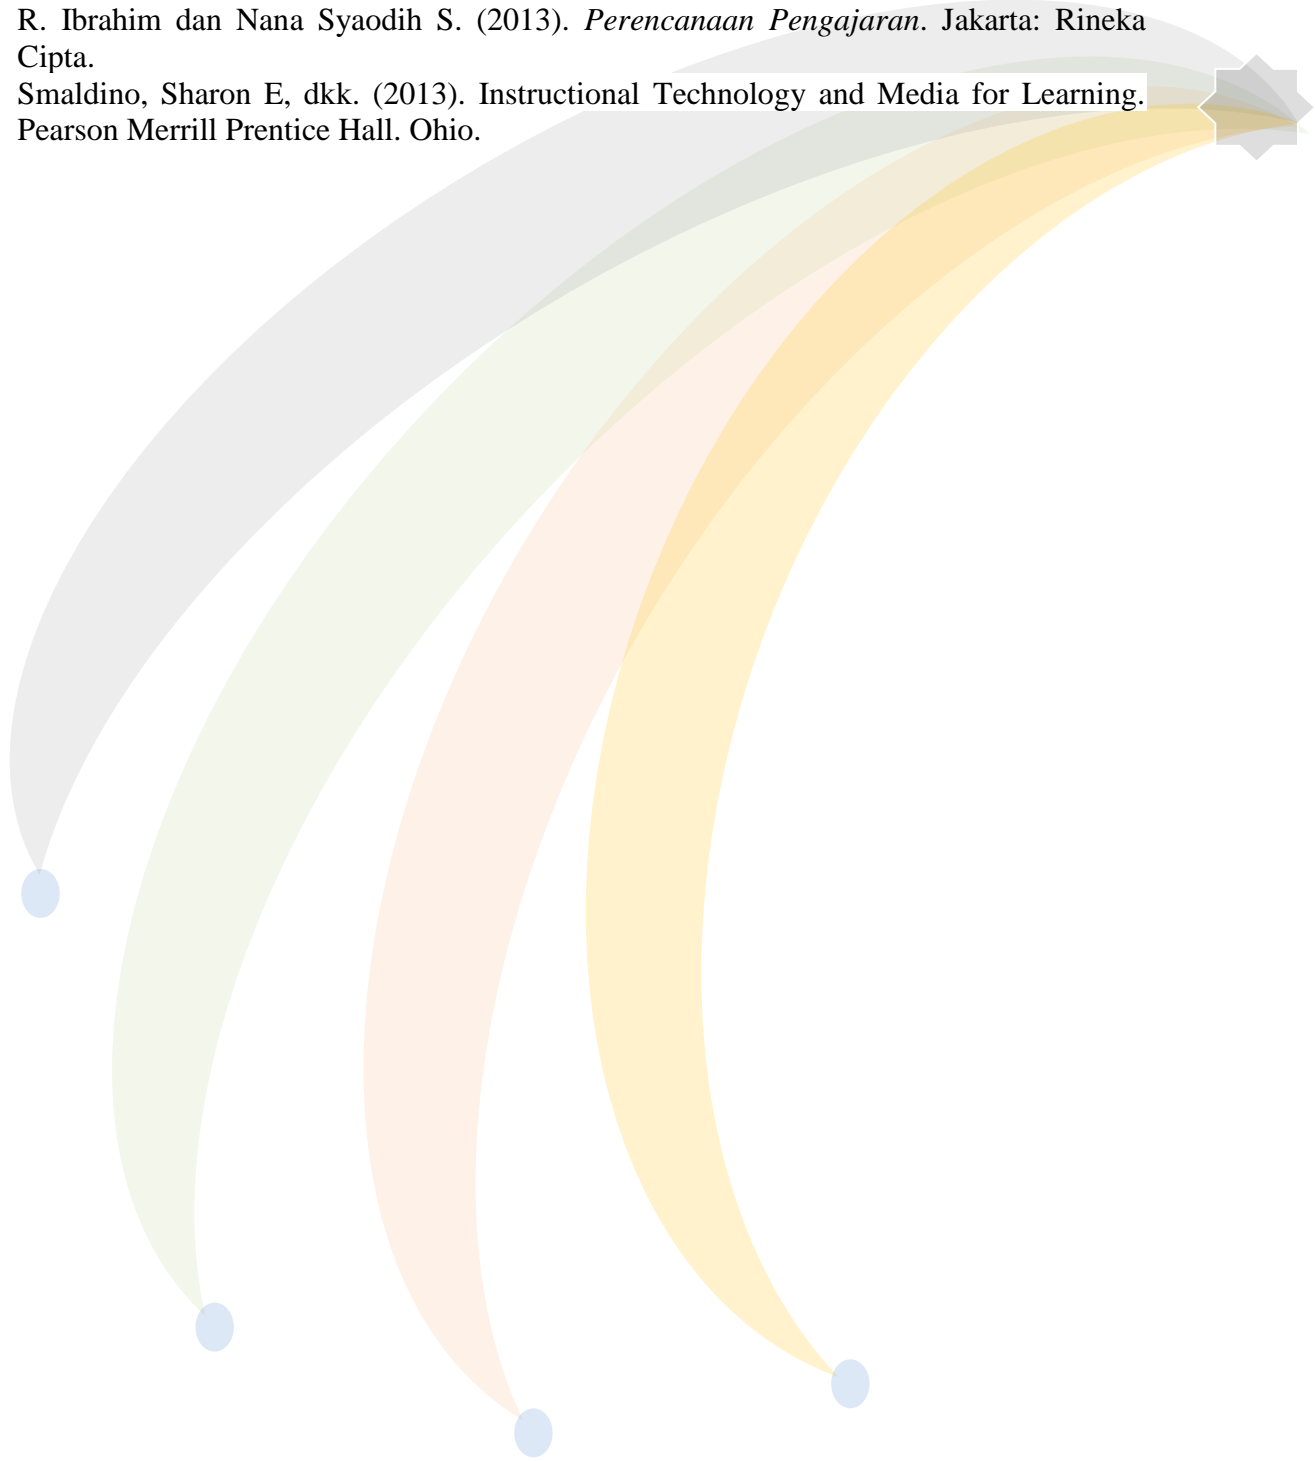 R. Ibrahim dan Nana Syaodih S. (2013). Perencanaan Pengajaran. Jakarta: Rineka
Cipta.
Smaldino, Sharon E, dkk. (2013). Instructional Technology and Media for Learning.
Pearson Merrill Prentice Hall. Ohio.